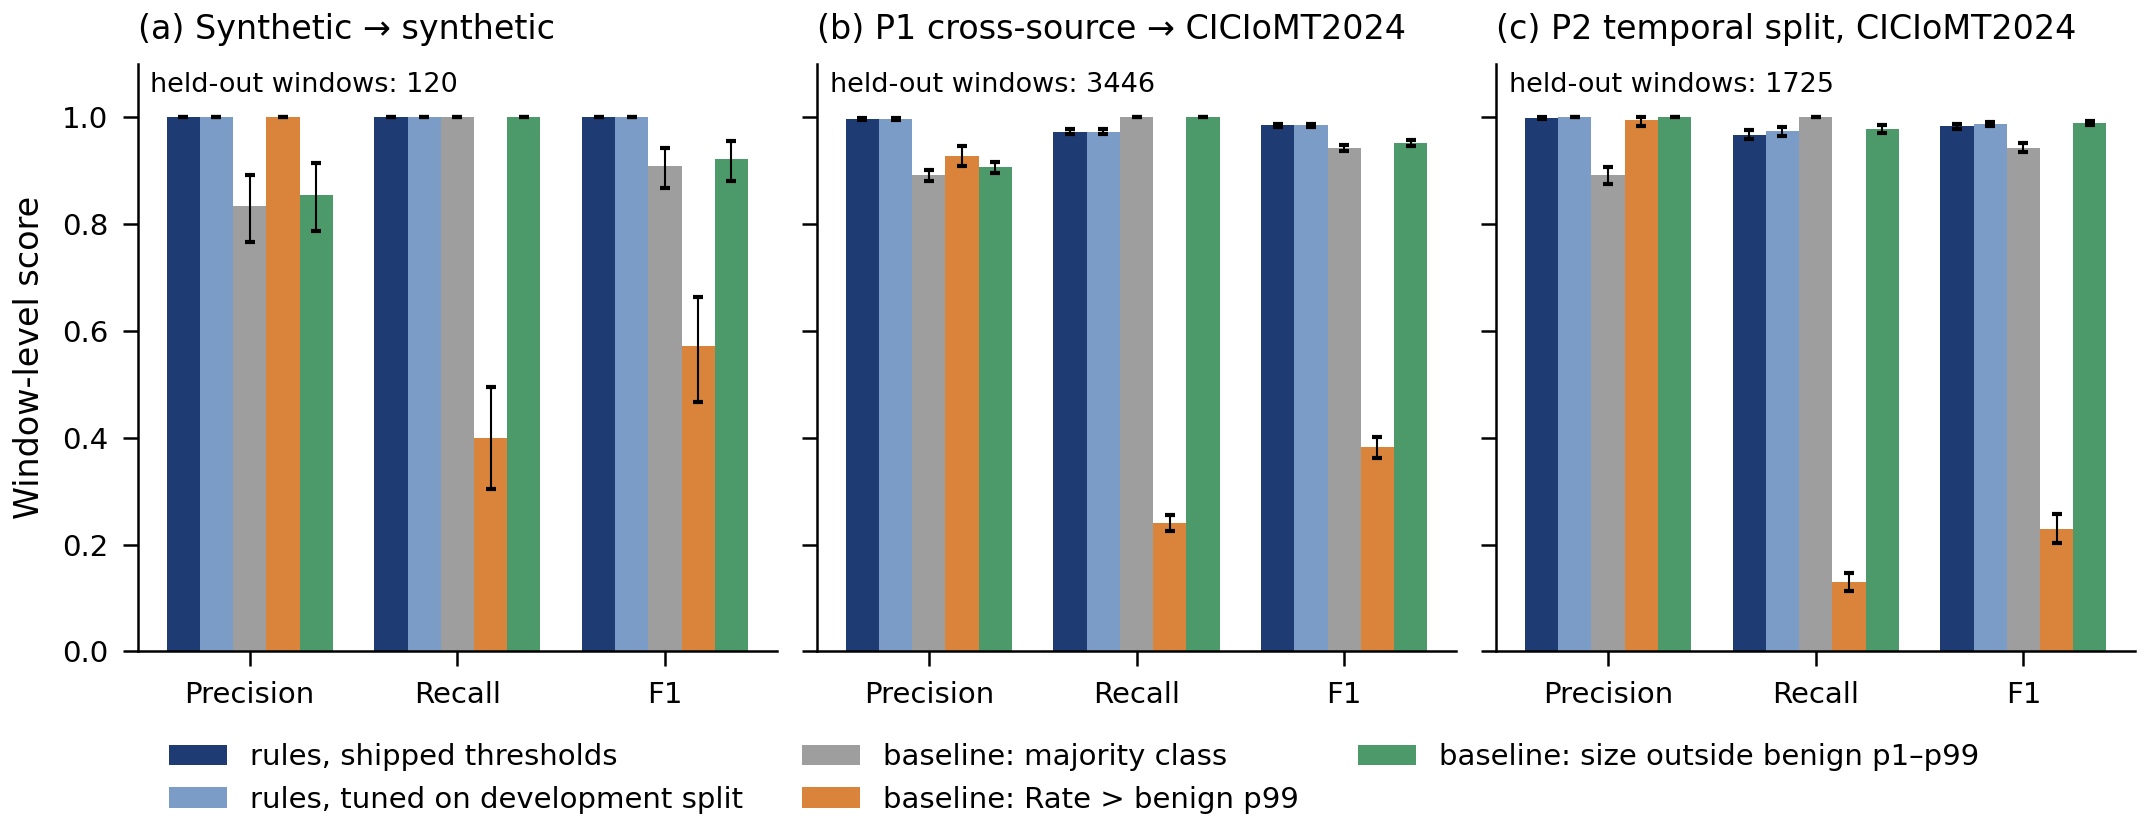 (a) Synthetic → synthetic
(b) P1 cross-source → CICIoMT2024
(c) P2 temporal split, CICIoMT2024
held-out windows: 120
held-out windows: 3446
held-out windows: 1725
Window-level score
1.0
0.8
0.6
0.4
0.2
0.0
Precision
Recall
F1
Precision
Recall
F1
Precision
Recall
F1
rules, shipped thresholds
rules, tuned on development split
baseline: majority class
baseline: Rate > benign p99
baseline: size outside benign p1–p99